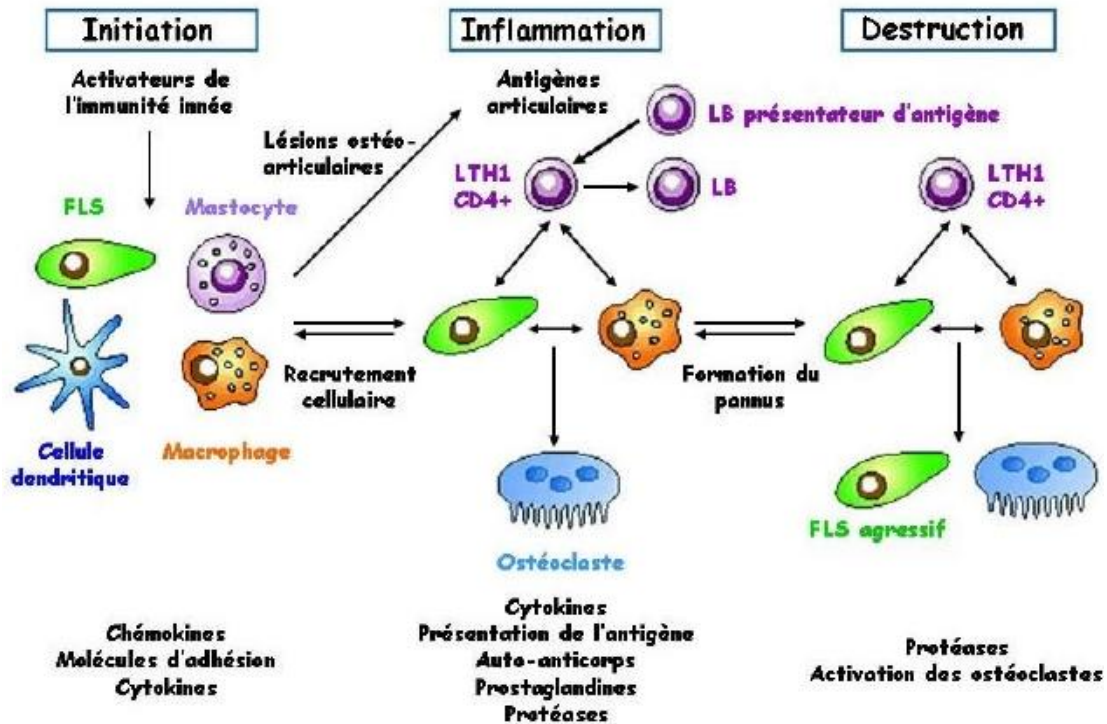 Initiation
Inflammation
Destruction
Activateurs de
l'immunité innée
Lésions ostéo-
articulaires
Antigènes
articulaires
LB présentateur d'antigène
LTH1
CD4+
LB
LTH1
CD4+
FLS
Mastocyte
Recrutement
cellulaire
Formation du
pannus
Cellule
dendritique
Macrophage
FLS agressif
Ostéoclaste
Chémokines
Molécules d'adhésion
Cytokines
Cytokines
Présentation de l'antigène
Auto-anticorps
Prostaglandines
Protéases
Protéases
Activation des ostéoclastes